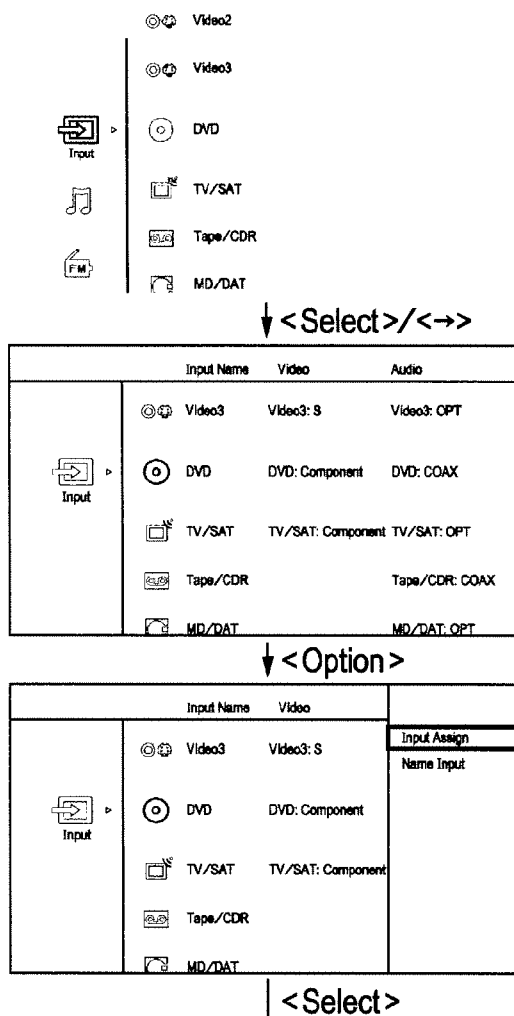 Video2
Video3
DVD
Input
TV/SAT
Tape/CDR
FM
MD/DAT
<Select>/<→>
Input Name Video Audio
Video3 Video3: S Video3: OPT
DVD DVD: Component DVD: COAX
Input
TV/SAT TV/SAT: Component TV/SAT: OPT
Tape/CDR Tape/CDR: COAX
MD/DAT MD/DAT: OPT
<Option>
Input Name Video
Input Assign
Video3 Video3: S
Name Input
DVD DVD: Component
Input
TV/SAT TV/SAT: Component
Tape/CDR
MD/DAT
<Select>